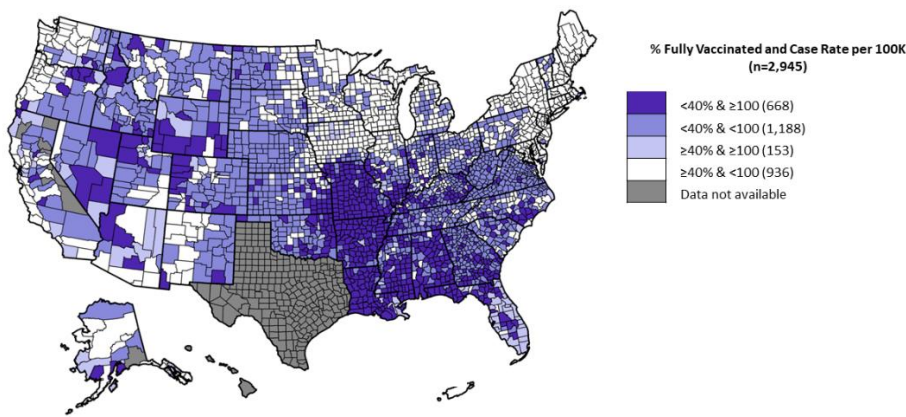 % Fully Vaccinated and Case Rate per 100K
(n=2,945)
<40% & ≥100 (668)
<40% & <100 (1,188)
≥40% & ≥100 (153)
≥40% & <100 (936)
Data not available